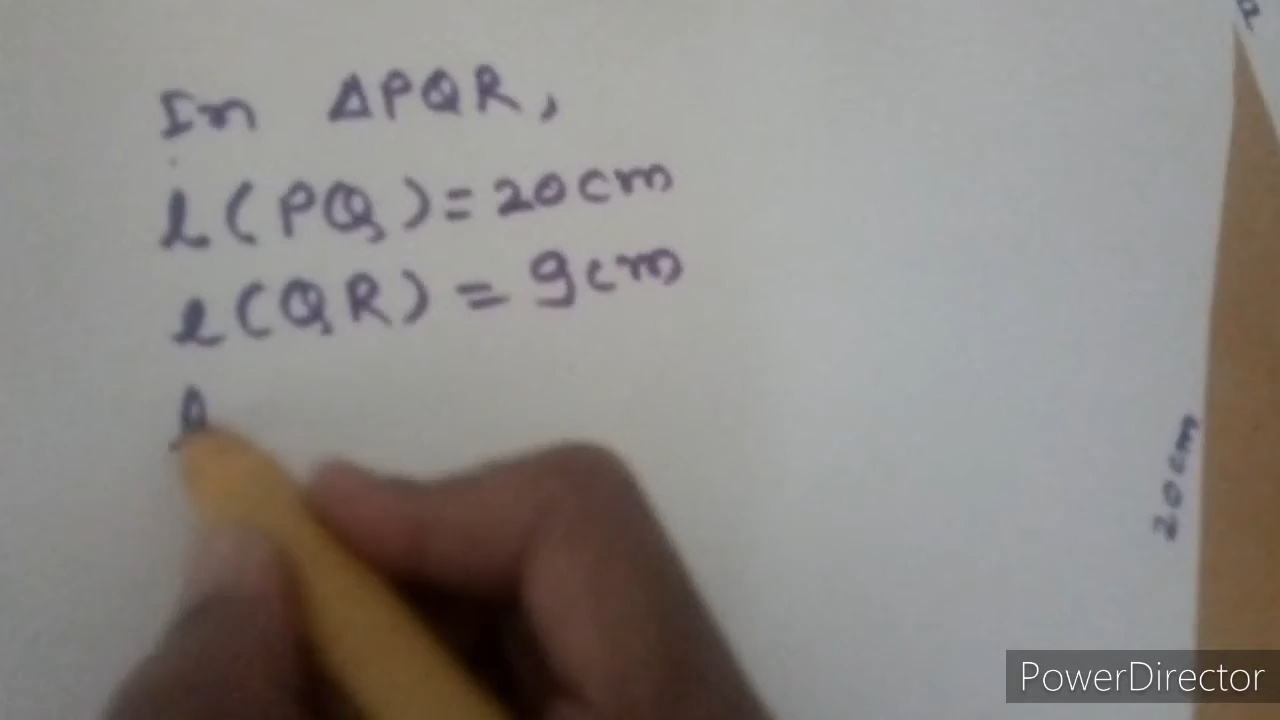 In ΔPQR,
l(PQ)=20cm
l(QR)=9cm
l
20cm
PowerDirector